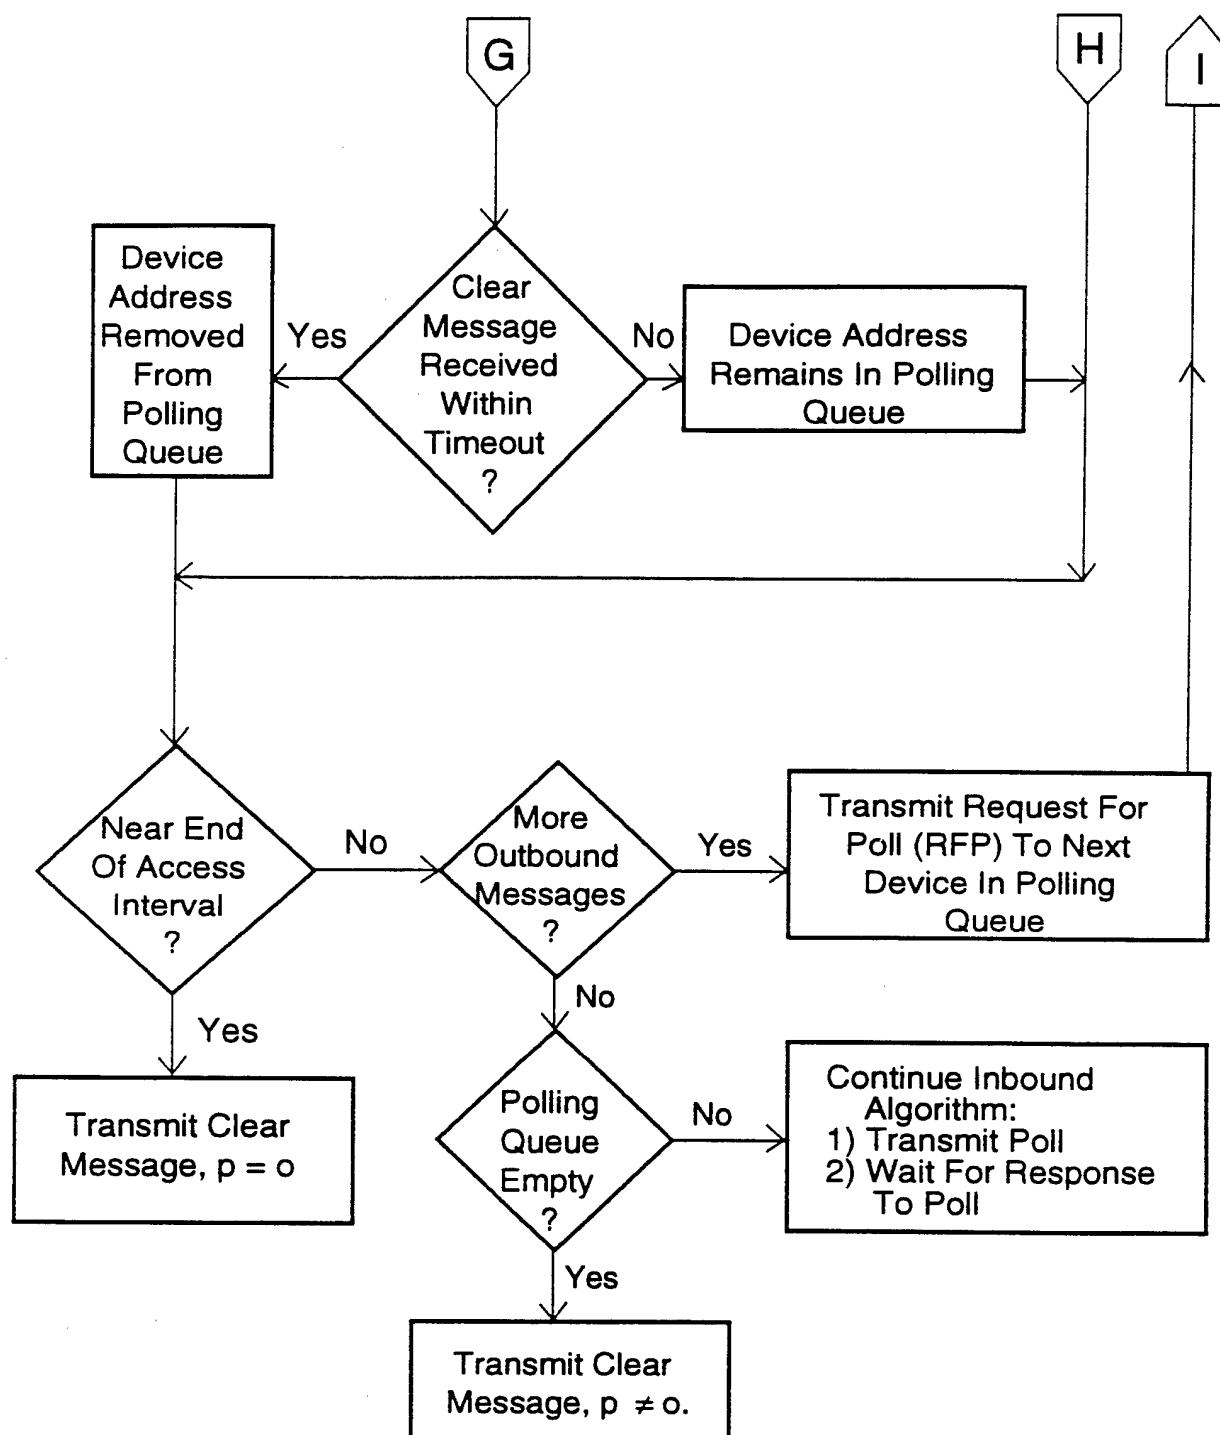 G
H
I
Device
Address
Removed
From
Polling
Queue
Yes
Clear
Message
Received
Within
Timeout
?
No
Device Address
Remains In Polling
Queue
Near End
Of Access
Interval
?
No
More
Outbound
Messages
?
Yes
Transmit Request For
Poll (RFP) To Next
Device In Polling
Queue
Yes
No
Transmit Clear
Message, p = o
Polling
Queue
Empty
?
No
Continue Inbound
Algorithm:
1) Transmit Poll
2) Wait For Response
To Poll
Yes
Transmit Clear
Message, p ≠ o.